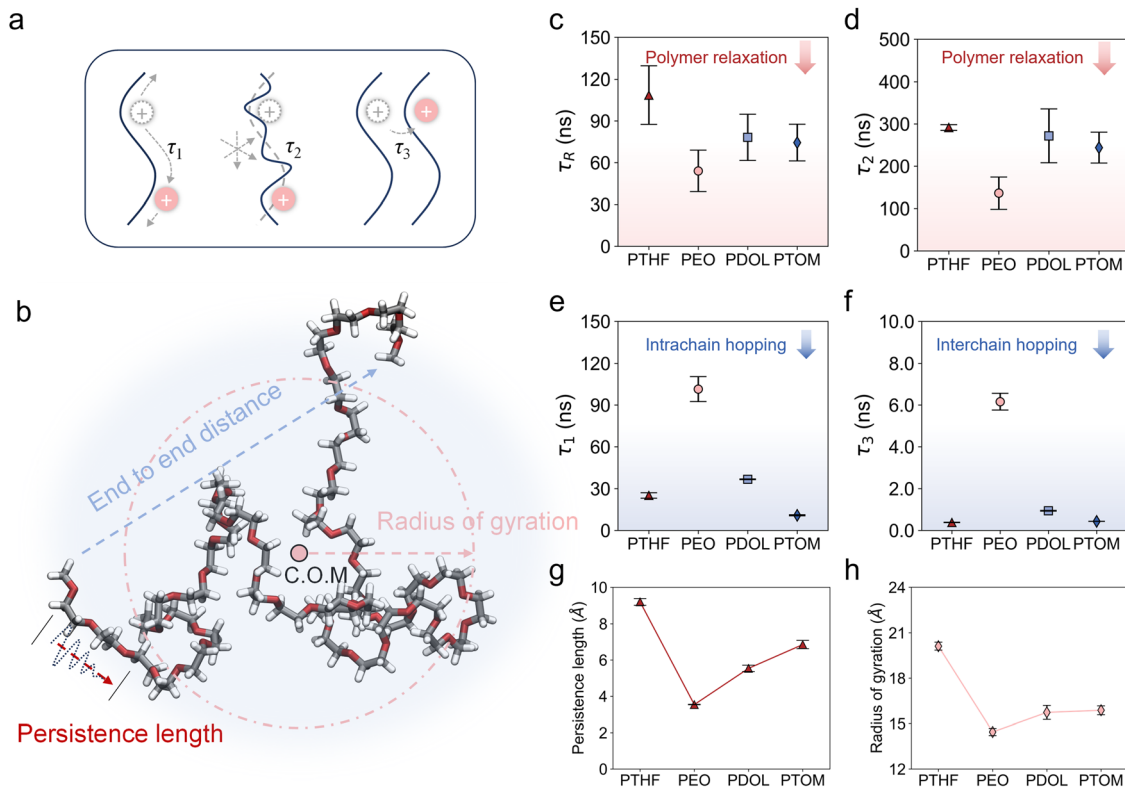 a
+
τ1
+
+
τ2
+
+
τ3
+
b
End to end distance
Radius of gyration
C.O.M
Persistence length
c
Polymer relaxation
τR (ns)
150
120
90
60
30
0
PTHF PEO PDOL PTOM
d
Polymer relaxation
τ2 (ns)
500
400
300
200
100
0
PTHF PEO PDOL PTOM
e
Intrachain hopping
τ1 (ns)
150
120
90
60
30
0
PTHF PEO PDOL PTOM
f
Interchain hopping
τ3 (ns)
10.0
8.0
6.0
4.0
2.0
0.0
PTHF PEO PDOL PTOM
g
Persistence length (Å)
10
8
6
4
2
0
PTHF PEO PDOL PTOM
h
Radius of gyration (Å)
24
21
18
15
12
PTHF PEO PDOL PTOM